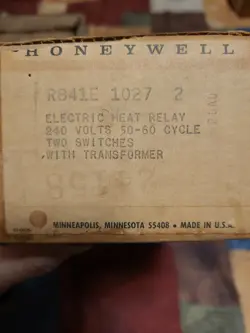 HONEYWELL
R841E 1027 2
ELECTRIC HEAT RELAY
240 VOLTS 50-60 CYCLE
TWO SWITCHES
WITH TRANSFORMER
MINNEAPOLIS, MINNESOTA 55408 • MADE IN U.S.A.